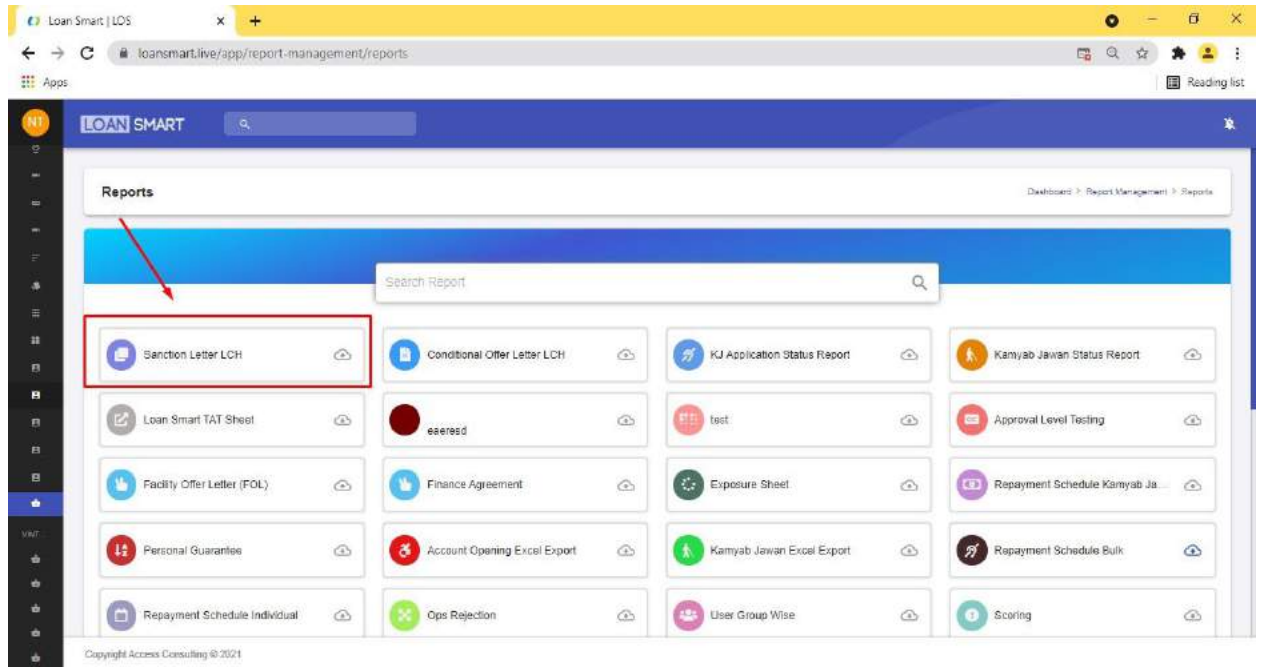 Loan Smart | LOS
loansmart.live/app/report-management/reports
Apps
Reading list
NT
LOAN SMART
Reports
Dashboard > Report Management > Reports
Search Report
Sanction Letter LCH
Conditional Offer Letter LCH
KJ Application Status Report
Kamyab Jawan Status Report
Loan Smart TAT Sheet
eaeresd
test
Approval Level Testing
Facility Offer Letter (FOL)
Finance Agreement
Exposure Sheet
Repayment Schedule Kamyab Ja...
Personal Guarantee
Account Opening Excel Export
Kamyab Jawan Excel Export
Repayment Schedule Bulk
Repayment Schedule Individual
Ops Rejection
User Group Wise
Scoring
Copyright Access Consulting © 2021